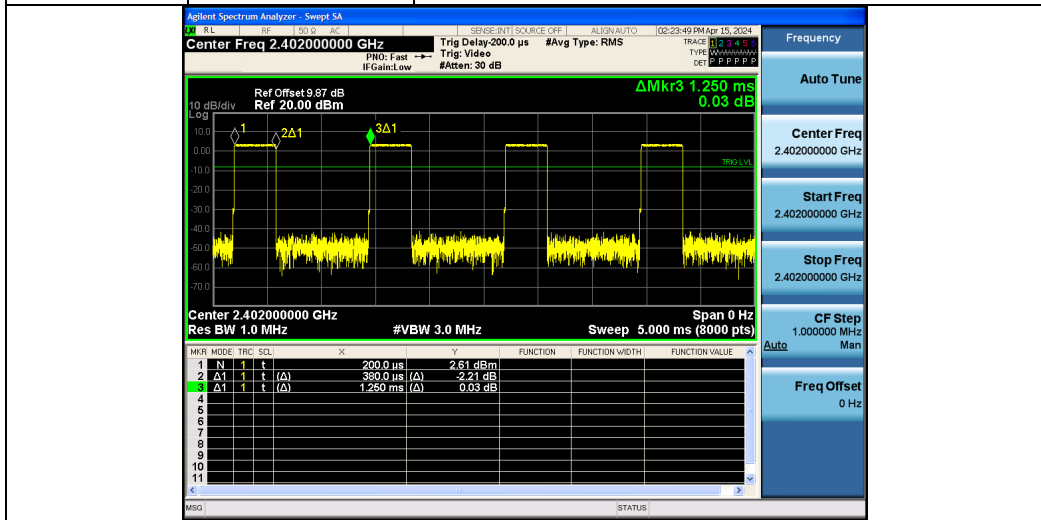 Agilent Spectrum Analyzer - Swept SA
LXI RL RF 50 Ω AC SENSE:INT SOURCE OFF ALIGNAUTO 02:23:49 PM Apr 15, 2024
Center Freq 2.402000000 GHz
PNO: Fast
IFGain:Low
Trig Delay-200.0 µs
Trig: Video
#Atten: 30 dB
#Avg Type: RMS
TRACE 1 2 3 4 5 6
TYPE
DET P P P P P P
ΔMkr3 1.250 ms
0.03 dB
Ref Offset 9.87 dB
10 dB/div Ref 20.00 dBm
Log
1 2Δ1 3Δ1
10.0
0.00
TRIG LVL
-10.0
-20.0
-30.0
-40.0
-50.0
-60.0
-70.0
Center 2.402000000 GHz Span 0 Hz
Res BW 1.0 MHz #VBW 3.0 MHz Sweep 5.000 ms (8000 pts)
MKR MODE TRC SCL X Y FUNCTION FUNCTION WIDTH FUNCTION VALUE
1 N 1 t 200.0 µs 2.61 dBm
2 Δ1 1 t (Δ) 380.0 µs (Δ) -2.21 dB
3 Δ1 1 t (Δ) 1.250 ms (Δ) 0.03 dB
4
5
6
7
8
9
10
11
MSG STATUS
Frequency
Auto Tune
Center Freq
2.402000000 GHz
Start Freq
2.402000000 GHz
Stop Freq
2.402000000 GHz
CF Step
1.000000 MHz
Auto Man
Freq Offset
0 Hz